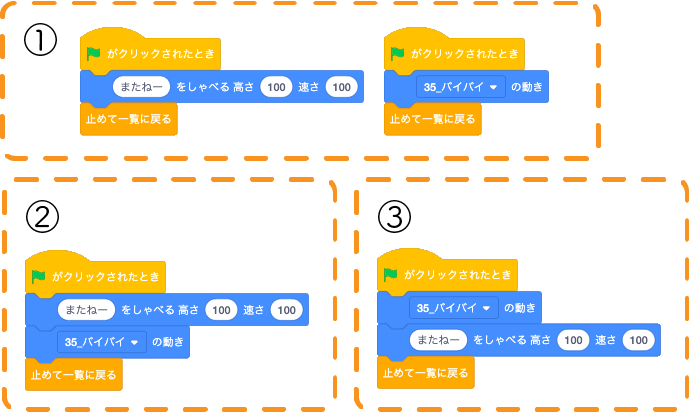 ①
がクリックされたとき
またねー をしゃべる 高さ 100 速さ 100
止めて一覧に戻る
がクリックされたとき
35_バイバイ の動き
止めて一覧に戻る
②
がクリックされたとき
またねー をしゃべる 高さ 100 速さ 100
35_バイバイ の動き
止めて一覧に戻る
③
がクリックされたとき
35_バイバイ の動き
またねー をしゃべる 高さ 100 速さ 100
止めて一覧に戻る